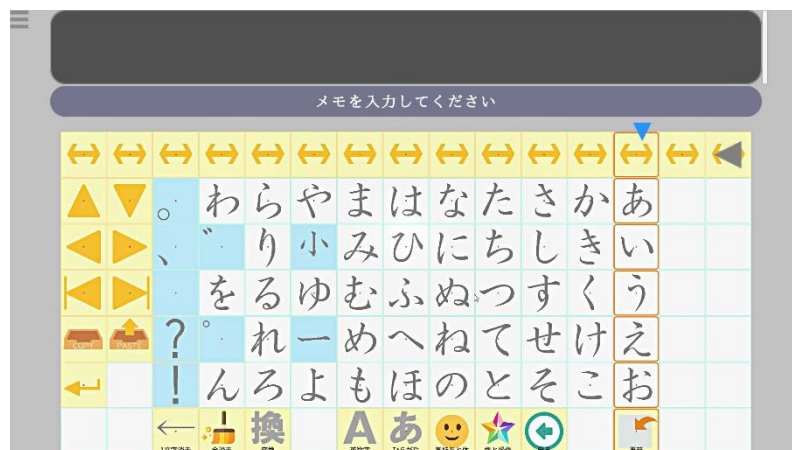 メモを入力してください
。わらやまはなたさかあ
、゛り小みひにちしきい
をるゆむふぬつすくう
COPY PASTE ?゜れーめへねてせけえ
!んろよもほのとそこお
換 A あ